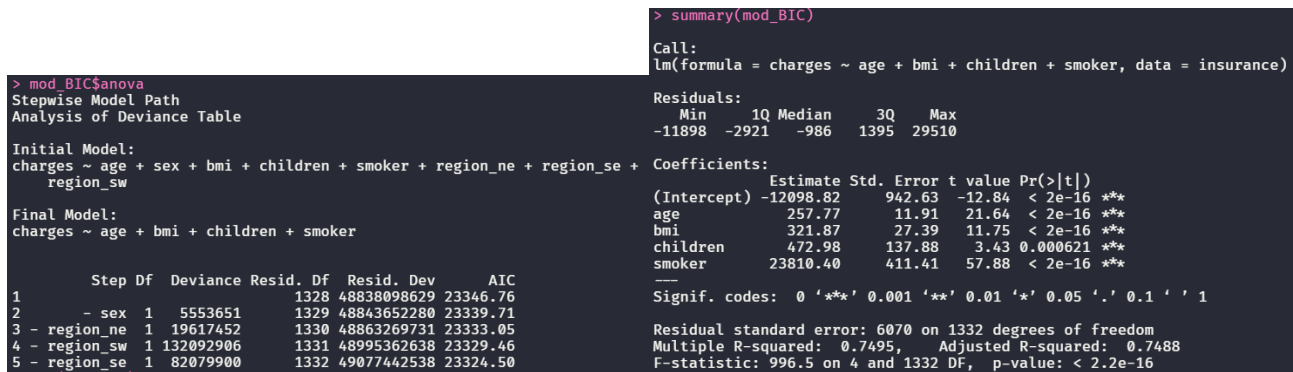 > mod_BIC$anova
Stepwise Model Path
Analysis of Deviance Table

Initial Model:
charges ~ age + sex + bmi + children + smoker + region_ne + region_se +
    region_sw

Final Model:
charges ~ age + bmi + children + smoker

         Step Df  Deviance Resid. Df  Resid. Dev      AIC
1                               1328 48838098629 23346.76
2       - sex  1   5553651      1329 48843652280 23339.71
3 - region_ne  1  19617452      1330 48863269731 23333.05
4 - region_sw  1 132092906      1331 48995362638 23329.46
5 - region_se  1  82079900      1332 49077442538 23324.50
> summary(mod_BIC)

Call:
lm(formula = charges ~ age + bmi + children + smoker, data = insurance)

Residuals:
   Min     1Q Median     3Q    Max
-11898  -2921   -986   1395  29510

Coefficients:
             Estimate Std. Error t value Pr(>|t|)
(Intercept) -12098.82     942.63  -12.84  < 2e-16 ***
age            257.77      11.91   21.64  < 2e-16 ***
bmi            321.87      27.39   11.75  < 2e-16 ***
children       472.98     137.88    3.43 0.000621 ***
smoker       23810.40     411.41   57.88  < 2e-16 ***
---
Signif. codes:  0 ‘***’ 0.001 ‘**’ 0.01 ‘*’ 0.05 ‘.’ 0.1 ‘ ’ 1

Residual standard error: 6070 on 1332 degrees of freedom
Multiple R-squared:  0.7495,    Adjusted R-squared:  0.7488
F-statistic: 996.5 on 4 and 1332 DF,  p-value: < 2.2e-16